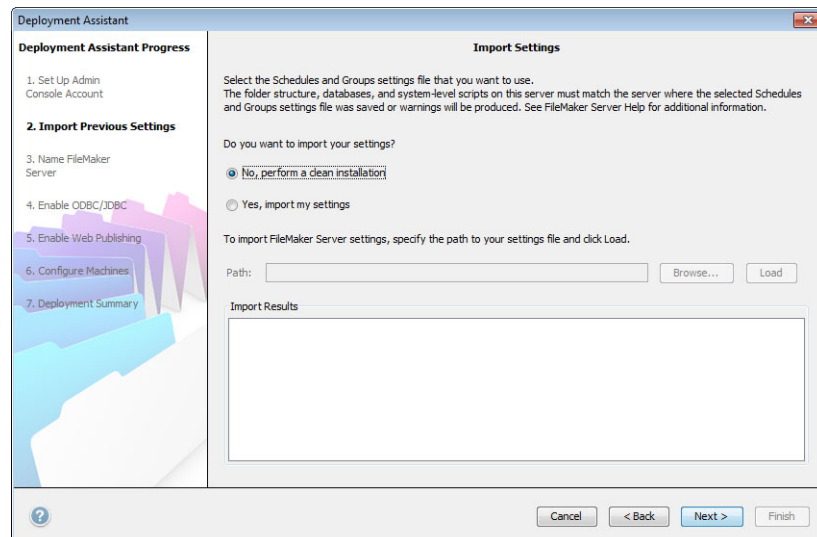 Deployment Assistant
Deployment Assistant Progress
1. Set Up Admin
Console Account
2. Import Previous Settings
3. Name FileMaker
Server
4. Enable ODBC/JDBC
5. Enable Web Publishing
6. Configure Machines
7. Deployment Summary
Import Settings
Select the Schedules and Groups settings file that you want to use.
The folder structure, databases, and system-level scripts on this server must match the server where the selected Schedules
and Groups settings file was saved or warnings will be produced. See FileMaker Server Help for additional information.
Do you want to import your settings?
No, perform a clean installation
Yes, import my settings
To import FileMaker Server settings, specify the path to your settings file and click Load.
Path:
Browse...
Load
Import Results
?
Cancel
< Back
Next >
Finish